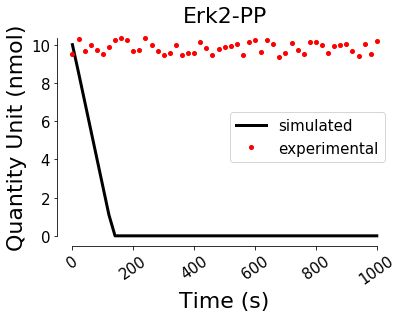 Erk2-PP
Quantity Unit (nmol)
10
8
6
4
2
0
simulated
experimental
0
200
400
600
800
1000
Time (s)